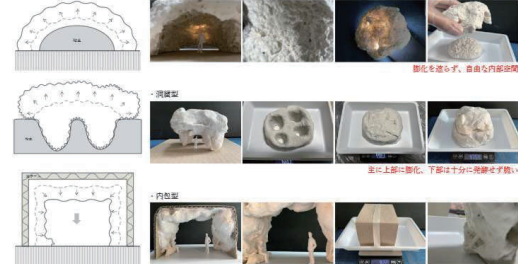 膨化を遮らず、自由な内部空間
・洞窟型
主に上部に膨化、下部は十分に発酵せず脆い
・内包型